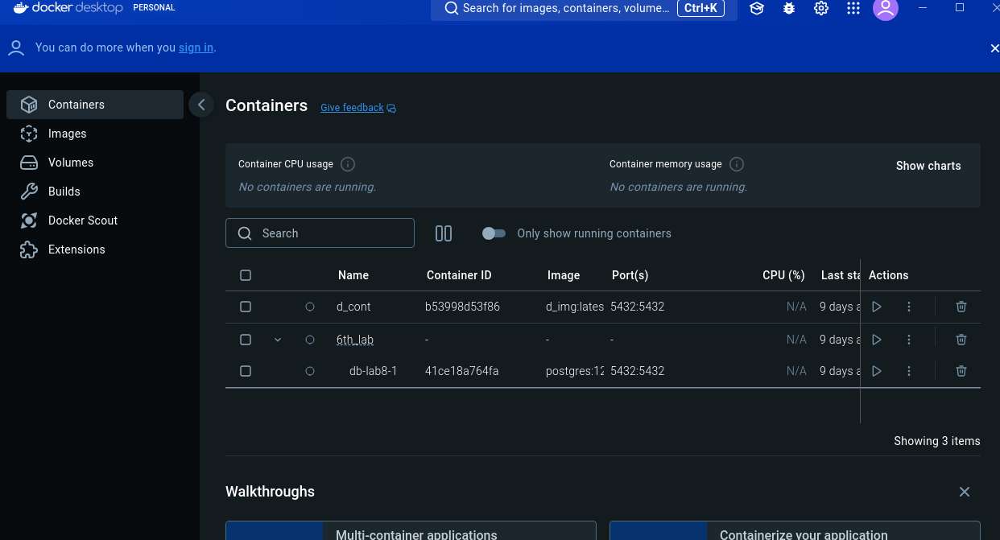 docker desktop PERSONAL Search for images, containers, volume... Ctrl+K
You can do more when you sign in.
Containers
Images
Volumes
Builds
Docker Scout
Extensions
Containers Give feedback
Container CPU usage Container memory usage Show charts
No containers are running. No containers are running.
Search Only show running containers
Name Container ID Image Port(s) CPU (%) Last sta Actions
d_cont b53998d53f86 d_img:lates 5432:5432 N/A 9 days a
6th_lab - - - N/A 9 days a
db-lab8-1 41ce18a764fa postgres:12 5432:5432 N/A 9 days a
Showing 3 items
Walkthroughs
Multi-container applications Containerize your application